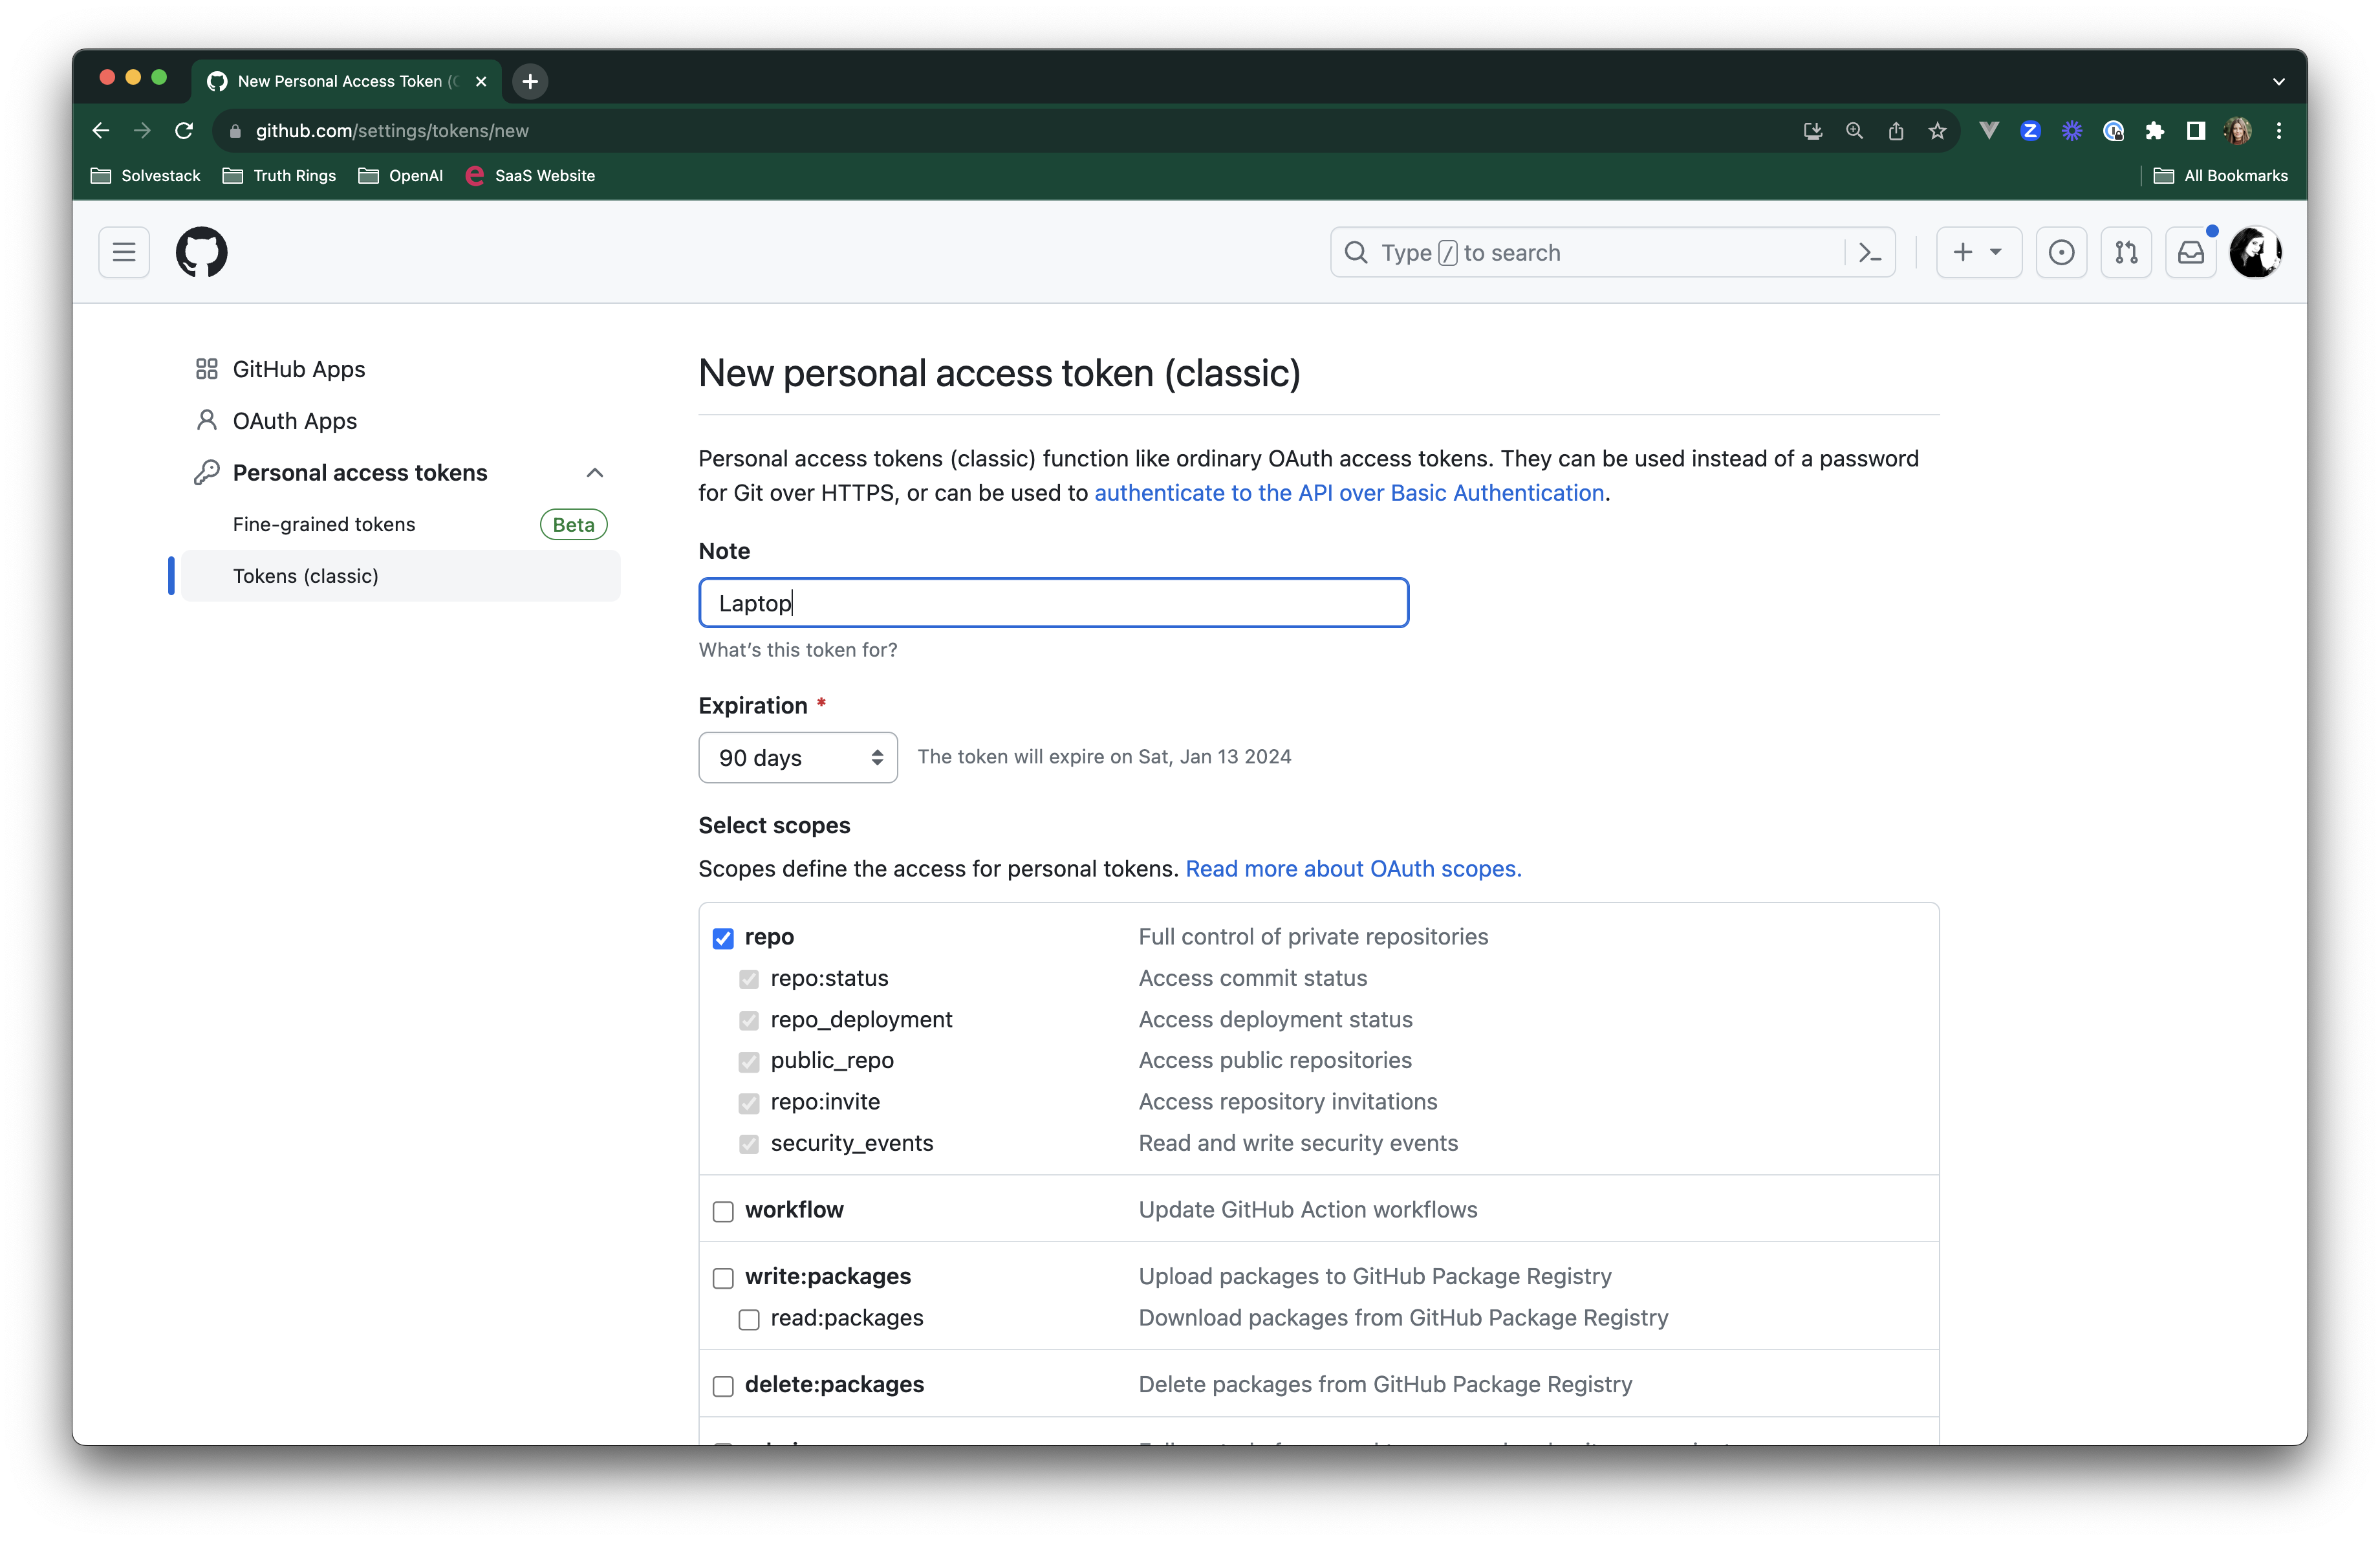 New Personal Access Token (
github.com/settings/tokens/new
Solvestack
Truth Rings
OpenAI
SaaS Website
All Bookmarks
Type / to search
GitHub Apps
OAuth Apps
Personal access tokens
Fine-grained tokens
Beta
Tokens (classic)
New personal access token (classic)
Personal access tokens (classic) function like ordinary OAuth access tokens. They can be used instead of a password
for Git over HTTPS, or can be used to authenticate to the API over Basic Authentication.
Note
Laptop
What's this token for?
Expiration *
90 days
The token will expire on Sat, Jan 13 2024
Select scopes
Scopes define the access for personal tokens. Read more about OAuth scopes.
repo Full control of private repositories
repo:status Access commit status
repo_deployment Access deployment status
public_repo Access public repositories
repo:invite Access repository invitations
security_events Read and write security events
workflow Update GitHub Action workflows
write:packages Upload packages to GitHub Package Registry
read:packages Download packages from GitHub Package Registry
delete:packages Delete packages from GitHub Package Registry